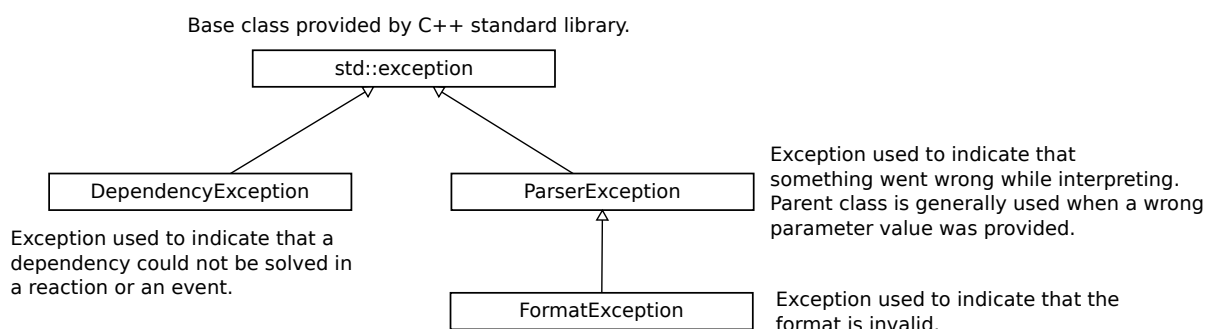 Base class provided by C++ standard library.
std::exception
DependencyException
Exception used to indicate that a
dependency could not be solved in
a reaction or an event.
ParserException
Exception used to indicate that
something went wrong while interpreting.
Parent class is generally used when a wrong
parameter value was provided.
FormatException
Exception used to indicate that the
format is invalid.